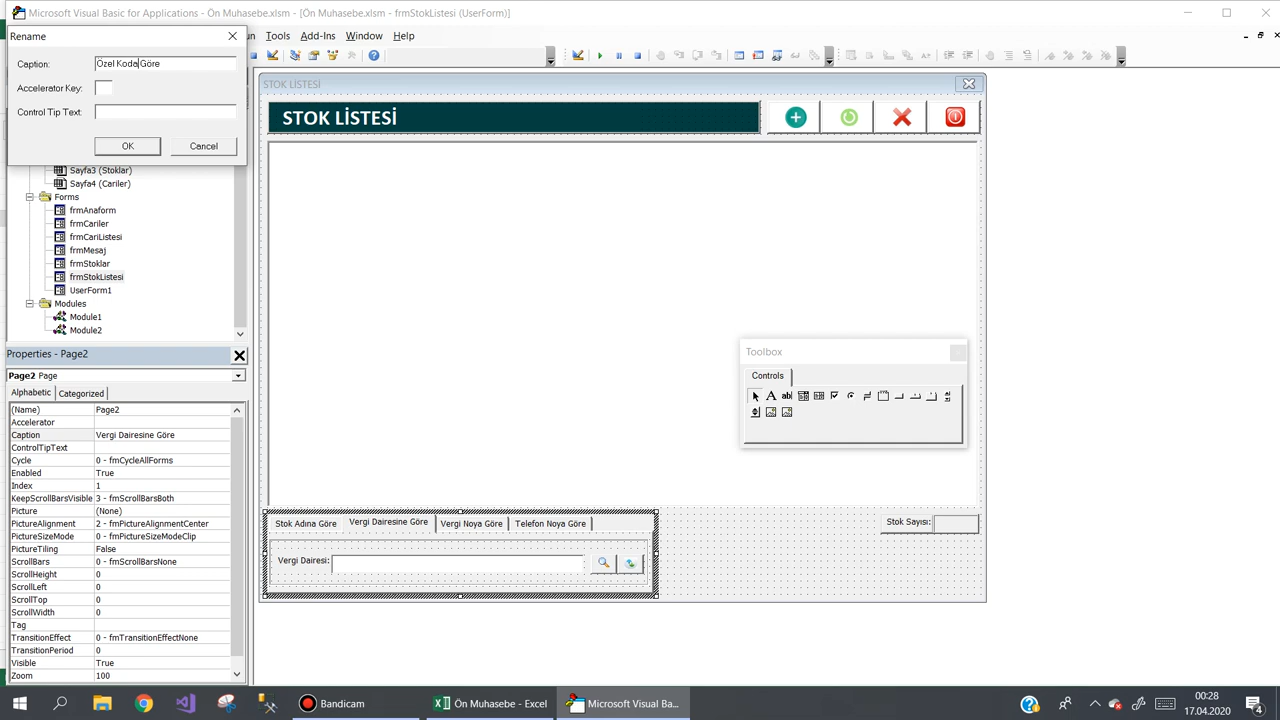 Microsoft Visual Basic for Applications - Ön Muhasebe.xlsm - [Ön Muhasebe.xlsm - frmStokListesi (UserForm)]
Rename
Tools Add-Ins Window Help
Caption: Özel Koda Göre
Accelerator Key:
Control Tip Text:
OK Cancel
Sayfa3 (Stoklar)
Sayfa4 (Cariler)
Forms
frmAnaform
frmCariler
frmCariListesi
frmMesaj
frmStoklar
frmStokListesi
UserForm1
Modules
Module1
Module2
Properties - Page2
Page2 Page
Alphabetic Categorized
(Name) Page2
Accelerator
Caption Vergi Dairesine Göre
ControlTipText
Cycle 0 - fmCycleAllForms
Enabled True
Index 1
KeepScrollBarsVisible 3 - fmScrollBarsBoth
Picture (None)
PictureAlignment 2 - fmPictureAlignmentCenter
PictureSizeMode 0 - fmPictureSizeModeClip
PictureTiling False
ScrollBars 0 - fmScrollBarsNone
ScrollHeight 0
ScrollLeft 0
ScrollTop 0
ScrollWidth 0
Tag
TransitionEffect 0 - fmTransitionEffectNone
TransitionPeriod 0
Visible True
Zoom 100
STOK LİSTESİ
STOK LİSTESİ
Toolbox
Controls
Stok Adına Göre Vergi Dairesine Göre Vergi Noya Göre Telefon Noya Göre
Vergi Dairesi:
Stok Sayısı:
Bandicam
Ön Muhasebe - Excel
Microsoft Visual Ba...
00:28
17.04.2020
4